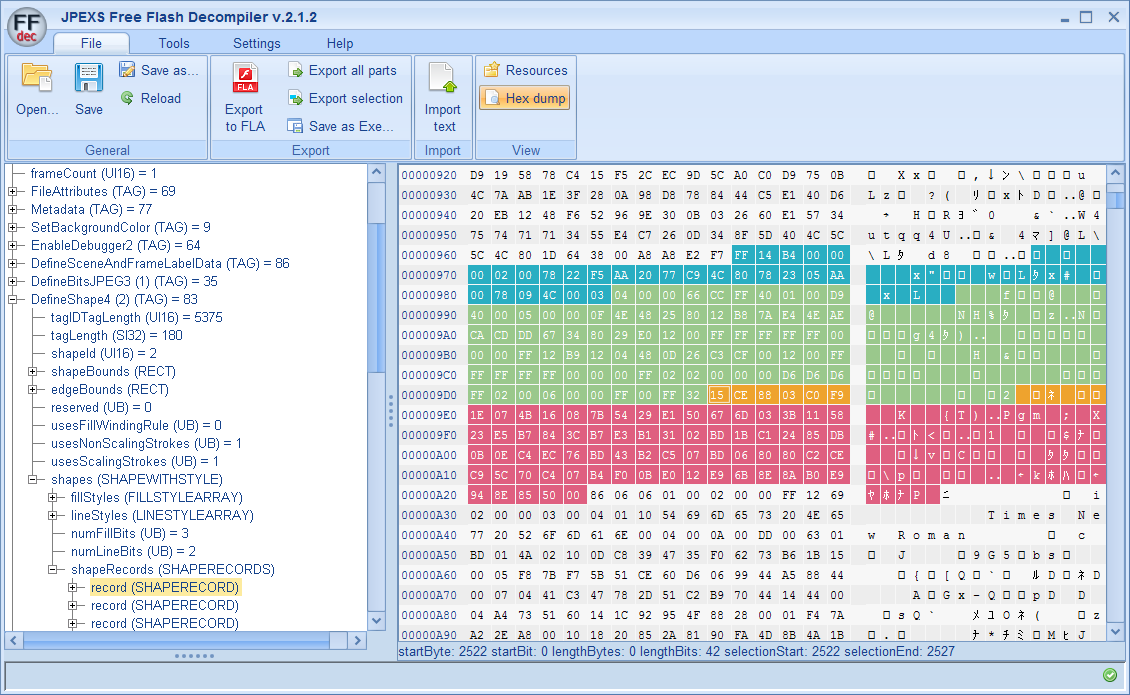 JPEXS Free Flash Decompiler v.2.1.2
FF
dec
File Tools Settings Help
Open... Save Save as... Reload
General
FLA
Export to FLA
Export all parts
Export selection
Save as Exe...
Export
Import text
Import
Resources
Hex dump
View
frameCount (UI16) = 1
FileAttributes (TAG) = 69
Metadata (TAG) = 77
SetBackgroundColor (TAG) = 9
EnableDebugger2 (TAG) = 64
DefineSceneAndFrameLabelData (TAG) = 86
DefineBitsJPEG3 (1) (TAG) = 35
DefineShape4 (2) (TAG) = 83
tagIDTagLength (UI16) = 5375
tagLength (SI32) = 180
shapeId (UI16) = 2
shapeBounds (RECT)
edgeBounds (RECT)
reserved (UB) = 0
usesFillWindingRule (UB) = 0
usesNonScalingStrokes (UB) = 1
usesScalingStrokes (UB) = 1
shapes (SHAPEWITHSTYLE)
fillStyles (FILLSTYLEARRAY)
lineStyles (LINESTYLEARRAY)
numFillBits (UB) = 3
numLineBits (UB) = 2
shapeRecords (SHAPERECORDS)
record (SHAPERECORD)
record (SHAPERECORD)
record (SHAPERECORD)
00000920 D9 19 58 78 C4 15 F5 2C EC 9D 5C A0 C0 D9 75 0B
00000930 4C 7A AB 1E 3F 28 0A 98 D8 78 84 44 C5 E1 40 D6
00000940 20 EB 12 48 F6 52 96 9E 30 0B 03 26 60 E1 57 34
00000950 75 74 71 71 34 55 E4 C7 26 0D 34 8F 5D 40 4C 5C
00000960 5C 4C 80 1D 64 38 00 A8 A8 E2 F7 FF 14 B4 00 00
00000970 00 02 00 78 22 F5 AA 20 77 C9 4C 80 78 23 05 AA
00000980 00 78 09 4C 00 03 04 00 00 66 CC FF 40 01 00 D9
00000990 40 00 05 00 00 0F 4E 48 25 80 12 B8 7A E4 4E AE
000009A0 CA CD DD 67 34 80 29 E0 12 00 FF FF FF FF FF 00
000009B0 00 00 FF 12 B9 12 04 48 0D 26 C3 CF 00 12 00 FF
000009C0 FF FF FF FF 00 00 00 FF 02 02 00 00 00 D6 D6 D6
000009D0 FF 02 00 06 00 00 FF 00 FF 32 15 CE 88 03 C0 F9
000009E0 1E 07 4B 16 08 7B 54 29 E1 50 67 6D 03 3B 11 58
000009F0 23 E5 B7 84 3C B7 E3 B1 31 02 BD 1B C1 24 85 DB
00000A00 0B 0E C4 EC 76 BD 43 B2 C5 07 BD 06 80 80 C2 CE
00000A10 C9 5C 70 C4 07 B4 F0 0B E0 12 E9 6B 8E 8A B0 E9
00000A20 94 8E 85 50 00 86 06 06 01 00 02 00 00 FF 12 69
00000A30 02 00 00 03 00 04 01 10 54 69 6D 65 73 20 4E 65 Times Ne
00000A40 77 20 52 6F 6D 61 6E 00 04 00 0A 00 DD 00 63 01 w Roman
00000A50 BD 01 4A 02 10 0D C8 39 47 35 F0 62 73 B6 1B 15
00000A60 00 05 F8 7B F7 5B 51 CE 60 D6 06 99 44 A5 88 44
00000A70 00 07 04 41 C3 47 78 2D 51 C2 B9 70 44 14 44 00
00000A80 04 A4 73 51 60 14 1C 92 95 4F 88 28 00 01 F4 7A
00000A90 A2 2E A8 00 10 18 20 85 2A 81 90 FA 4D 8B 4A 1B
startByte: 2522 startBit: 0 lengthBytes: 0 lengthBits: 42 selectionStart: 2522 selectionEnd: 2527